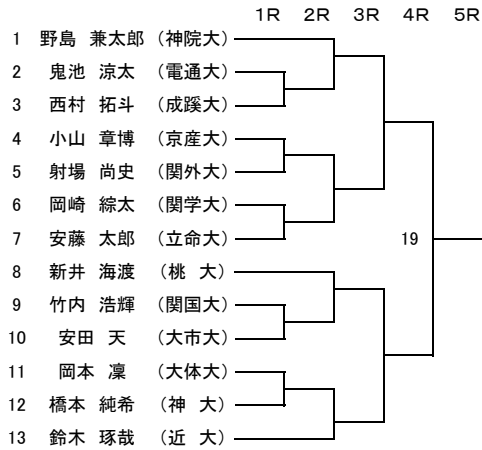 1R 2R 3R 4R 5R
1 野島 兼太郎 (神院大)
2 鬼池 涼太 (電通大)
3 西村 拓斗 (成蹊大)
4 小山 章博 (京産大)
5 射場 尚史 (関外大)
6 岡崎 綜太 (関学大)
7 安藤 太郎 (立命大) 19
8 新井 海渡 (桃 大)
9 竹内 浩輝 (関国大)
10 安田 天 (大市大)
11 岡本 凜 (大体大)
12 橋本 純希 (神 大)
13 鈴木 琢哉 (近 大)